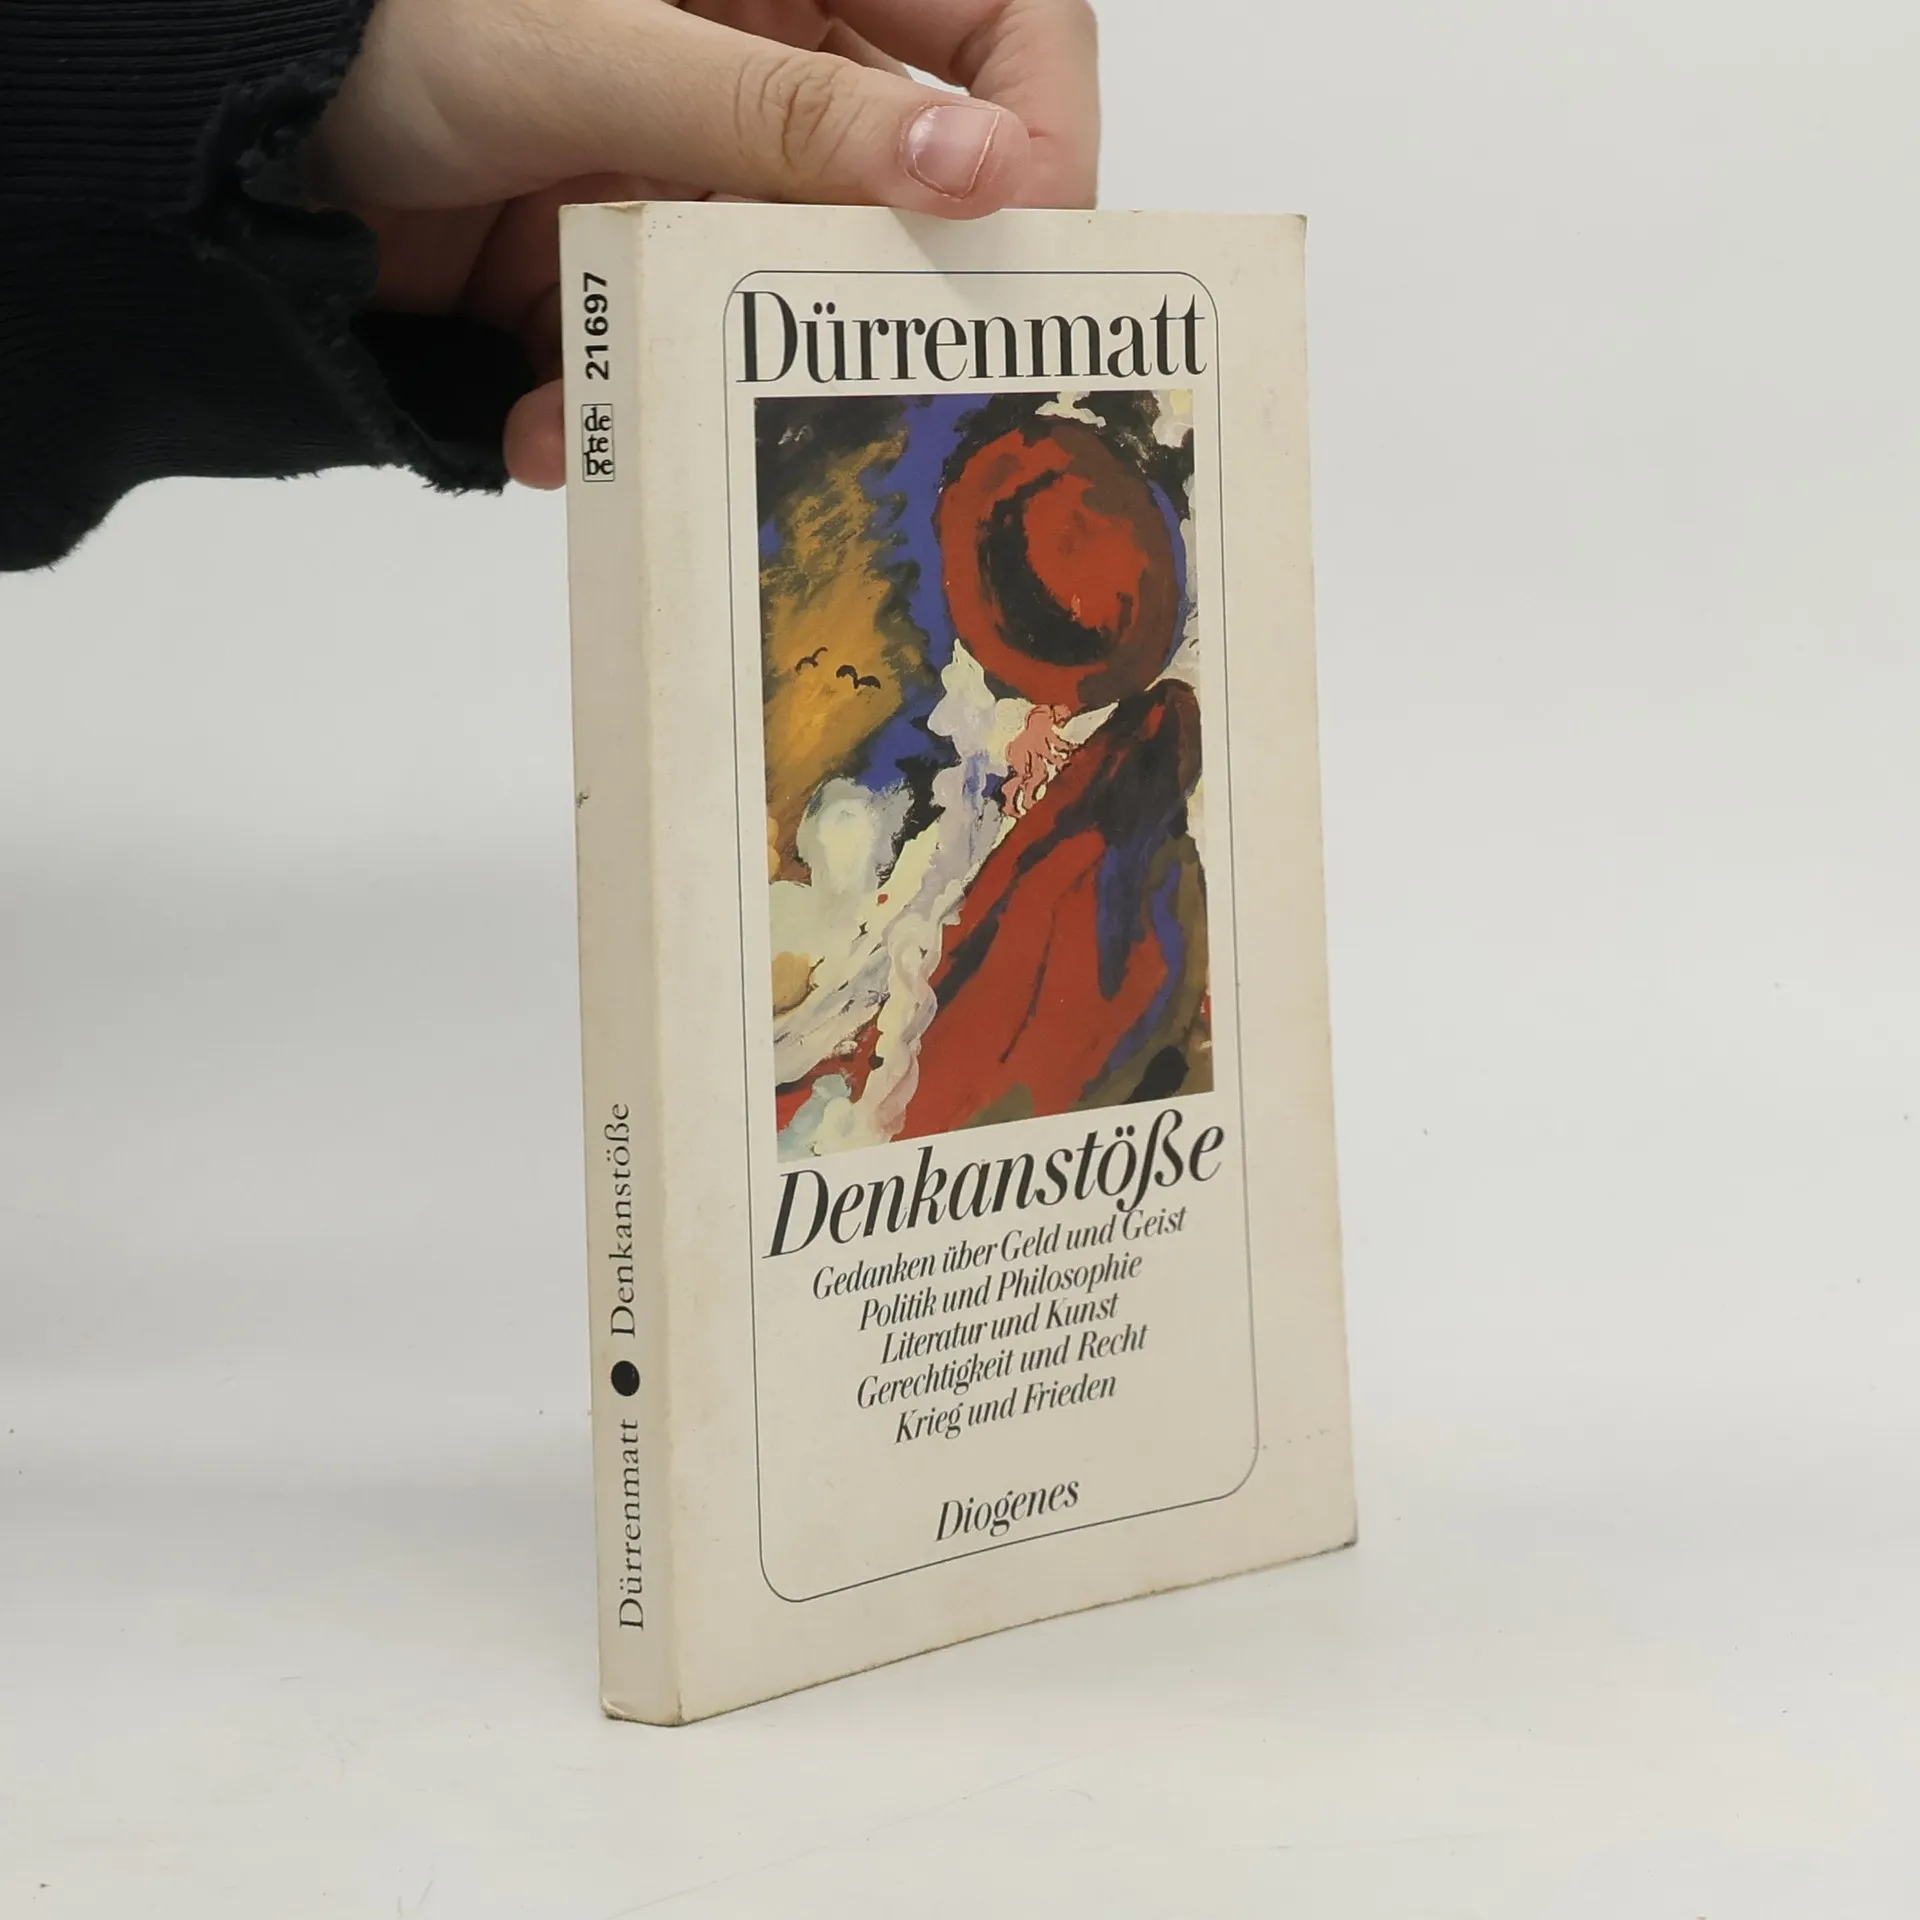 Dürrenmatt
Denkanstöße
Gedanken über Geld und Geist
Politik und Philosophie
Literatur und Kunst
Gerechtigkeit und Recht
Krieg und Frieden
Diogenes
21697
de
te
be
Dürrenmatt ● Denkanstöße